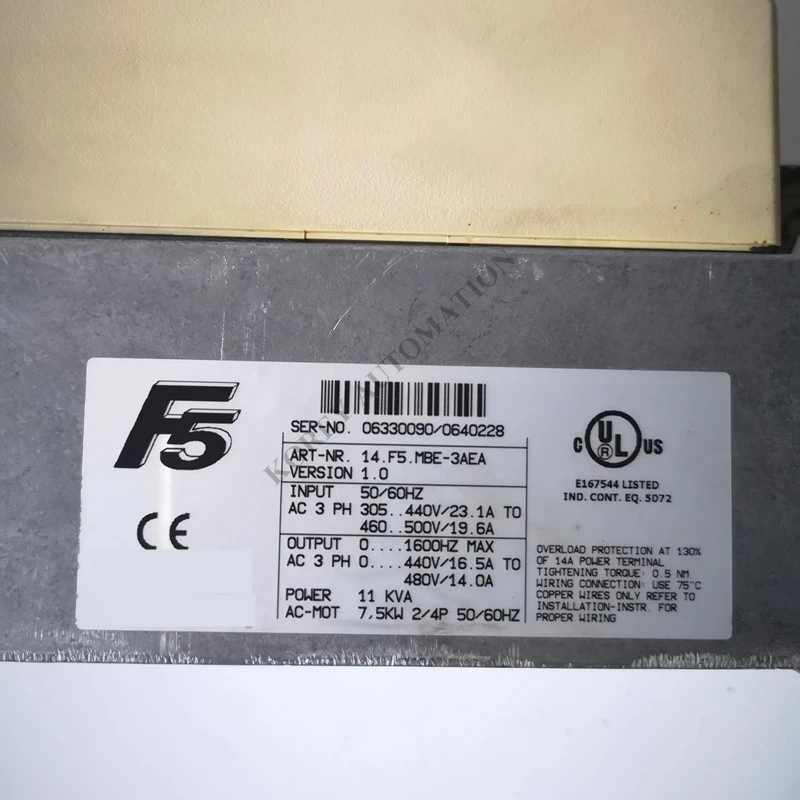 F5
SER-NO. 06330090/0640228
ART-NR. 14.F5.MBE-3AEA
VERSION 1.0
INPUT 50/60HZ
AC 3 PH 305..440V/23.1A TO
460..500V/19.6A
OUTPUT 0....1600HZ MAX
AC 3 PH 0....440V/16.5A TO
480V/14.0A
POWER 11 KVA
AC-MOT 7,5KW 2/4P 50/60HZ
CE
C UL US
E167544 LISTED
IND. CONT. EQ. 5D72
OVERLOAD PROTECTION AT 130%
OF 14A POWER TERMINAL
TIGHTENING TORQUE: 0.5 NM
WIRING CONNECTION: USE 75°C
COPPER WIRES ONLY REFER TO
INSTALLATION-INSTR. FOR
PROPER WIRING
KOREY AUTOMATION